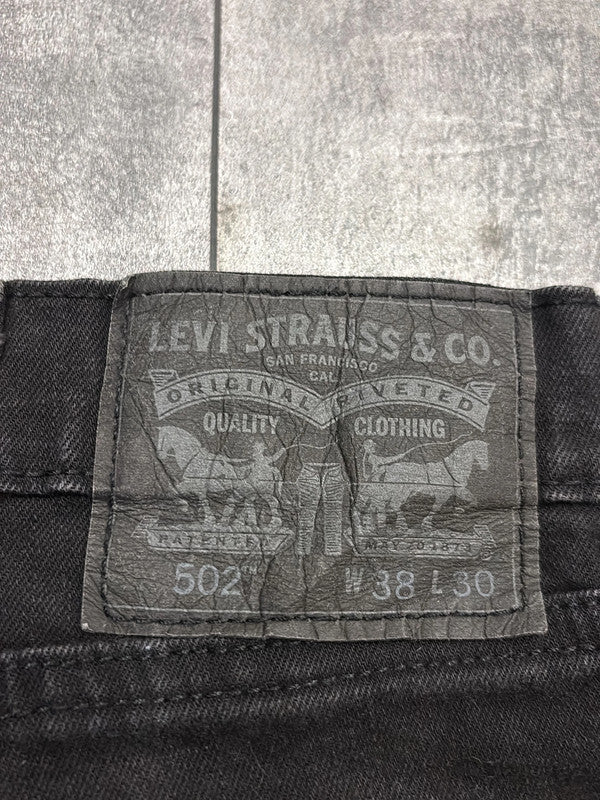 LEVI STRAUSS & CO.
SAN FRANCISCO
CAL.
ORIGINAL RIVETED
QUALITY CLOTHING
PATENTED MAY 20 1873
502™ W 38 L 30